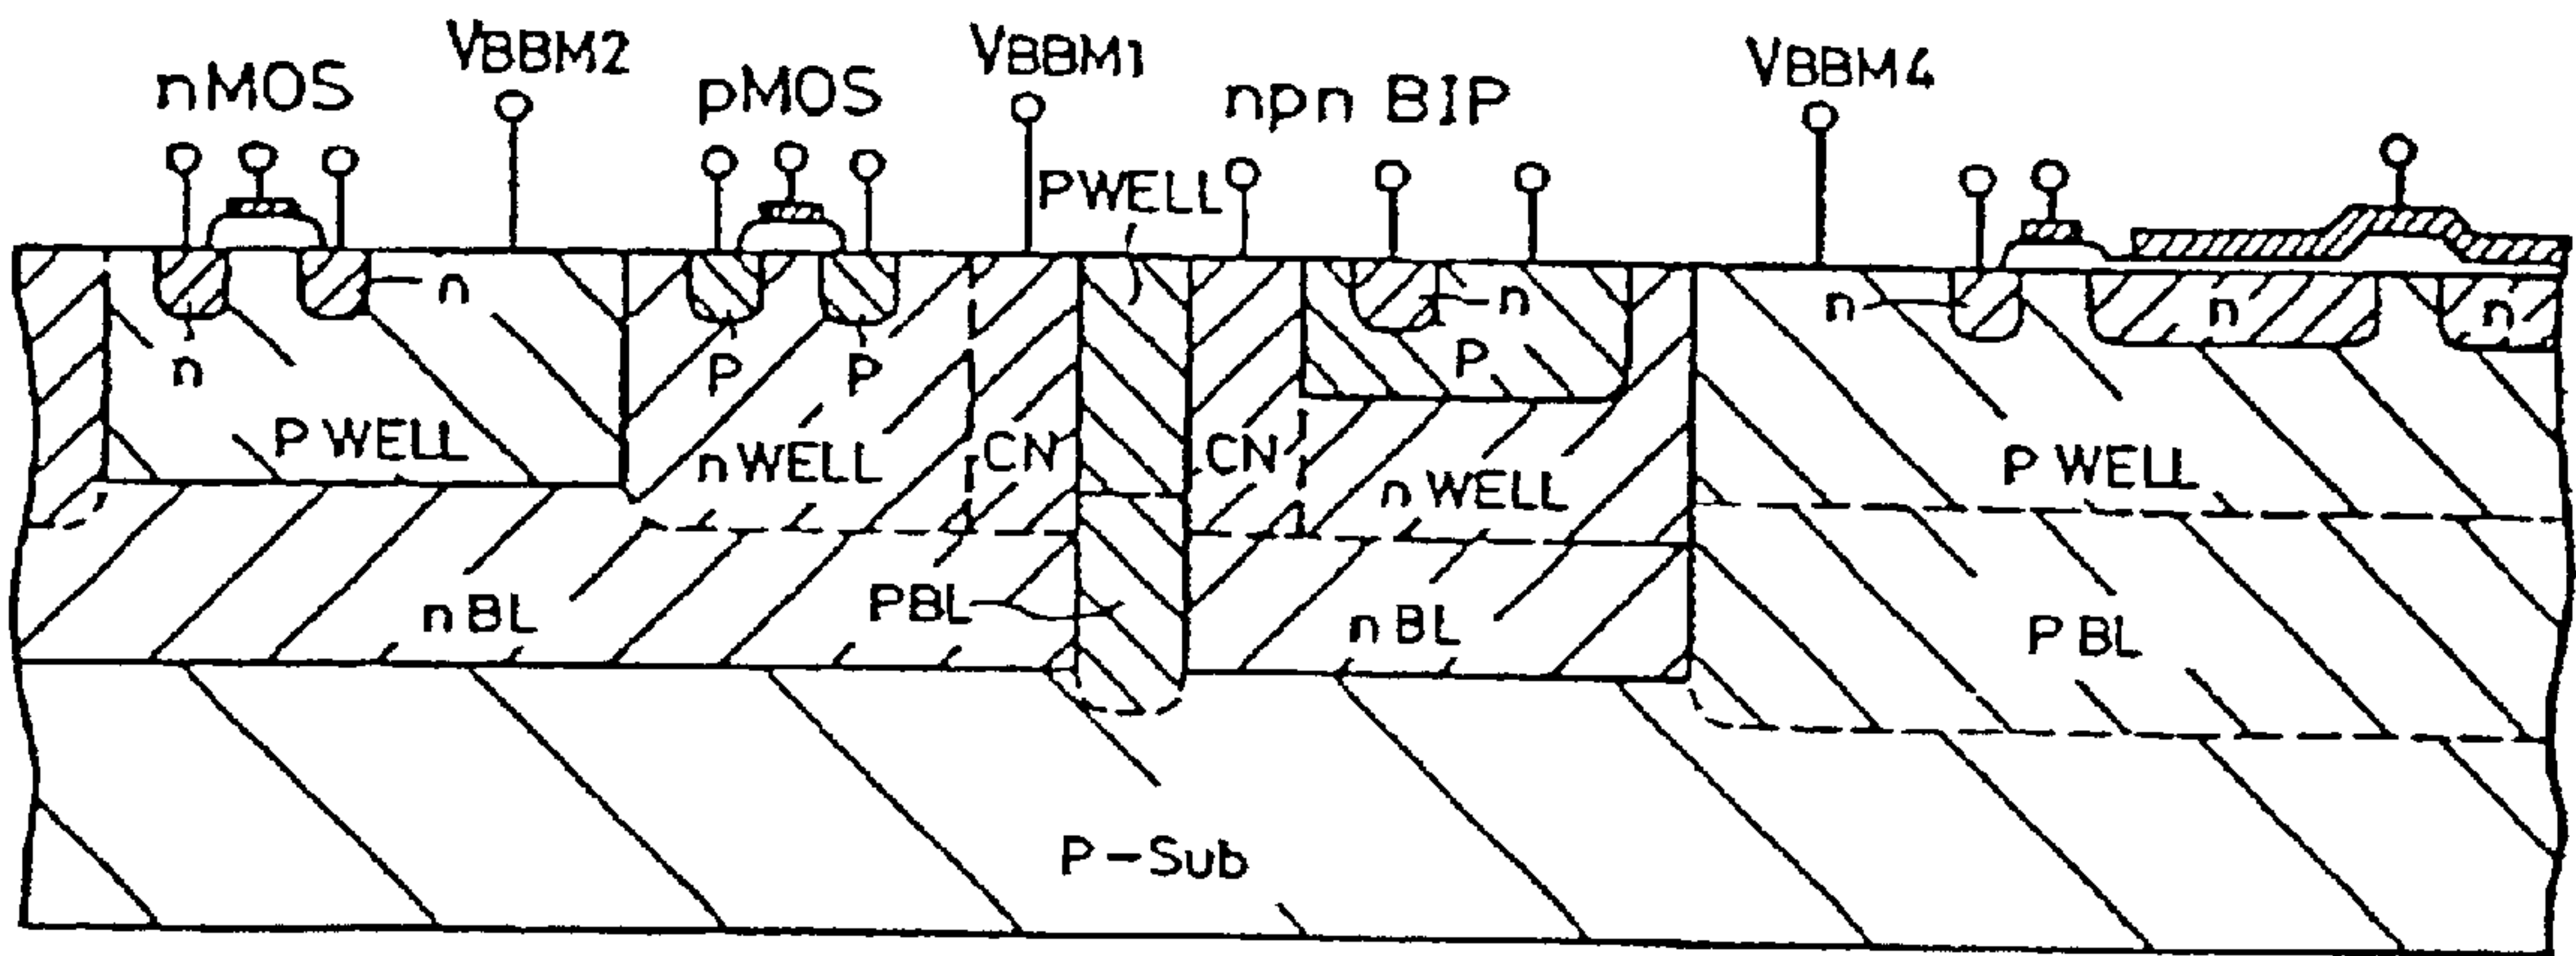 VBBM2
VBBM1
VBBM4
nMOS
pMOS
npn BIP
PWELL
n
n
n
n
n
n
P
P
P
P WELL
n WELL
CN
CN
n WELL
P WELL
n BL
PBL
n BL
P BL
P-Sub